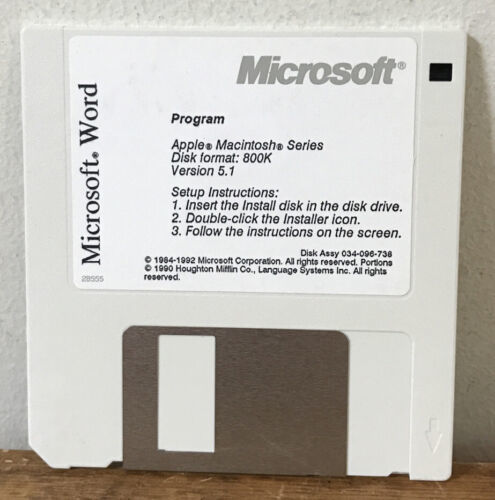 Microsoft®
Microsoft® Word
Program
Apple® Macintosh® Series
Disk format: 800K
Version 5.1
Setup Instructions:
1. Insert the Install disk in the disk drive.
2. Double-click the Installer icon.
3. Follow the instructions on the screen.
Disk Assy 034-096-738
© 1984-1992 Microsoft Corporation. All rights reserved. Portions
© 1990 Houghton Mifflin Co., Language Systems Inc. All rights
reserved.
28555